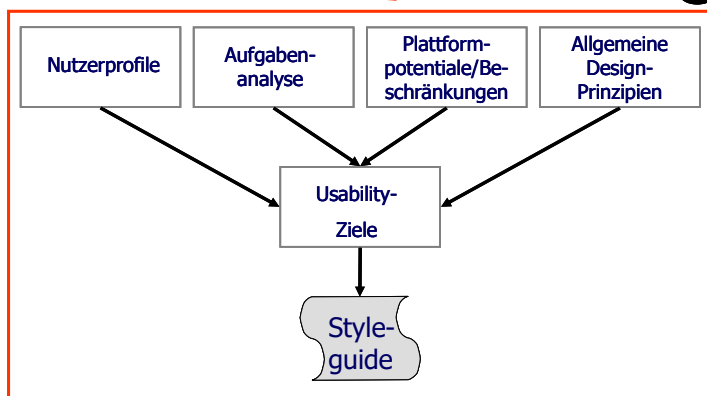 Nutzerprofile
Aufgaben-
analyse
Plattform-
potentiale/Be-
schränkungen
Allgemeine
Design-
Prinzipien
Usability-
Ziele
Style-
guide